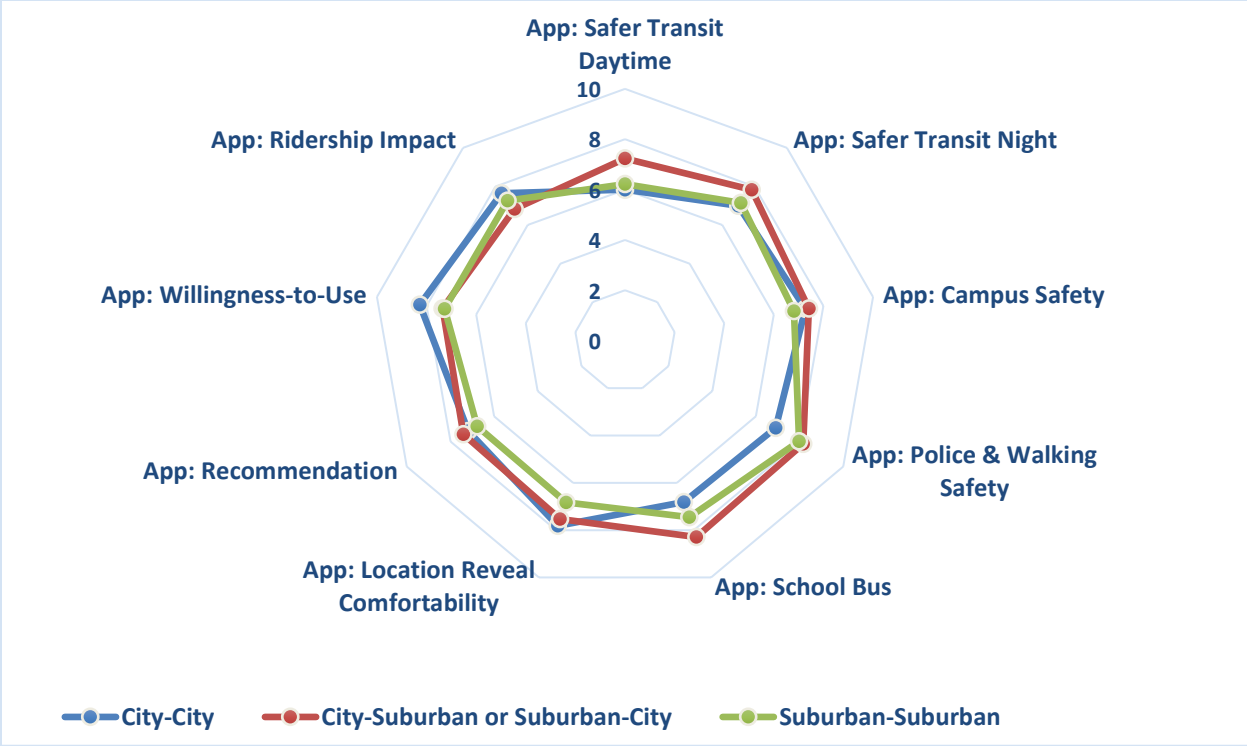 App: Safer Transit
Daytime
10
8
6
4
2
0
App: Safer Transit Night
App: Campus Safety
App: Police & Walking
Safety
App: School Bus
App: Location Reveal
Comfortability
App: Recommendation
App: Willingness-to-Use
App: Ridership Impact
City-City
City-Suburban or Suburban-City
Suburban-Suburban